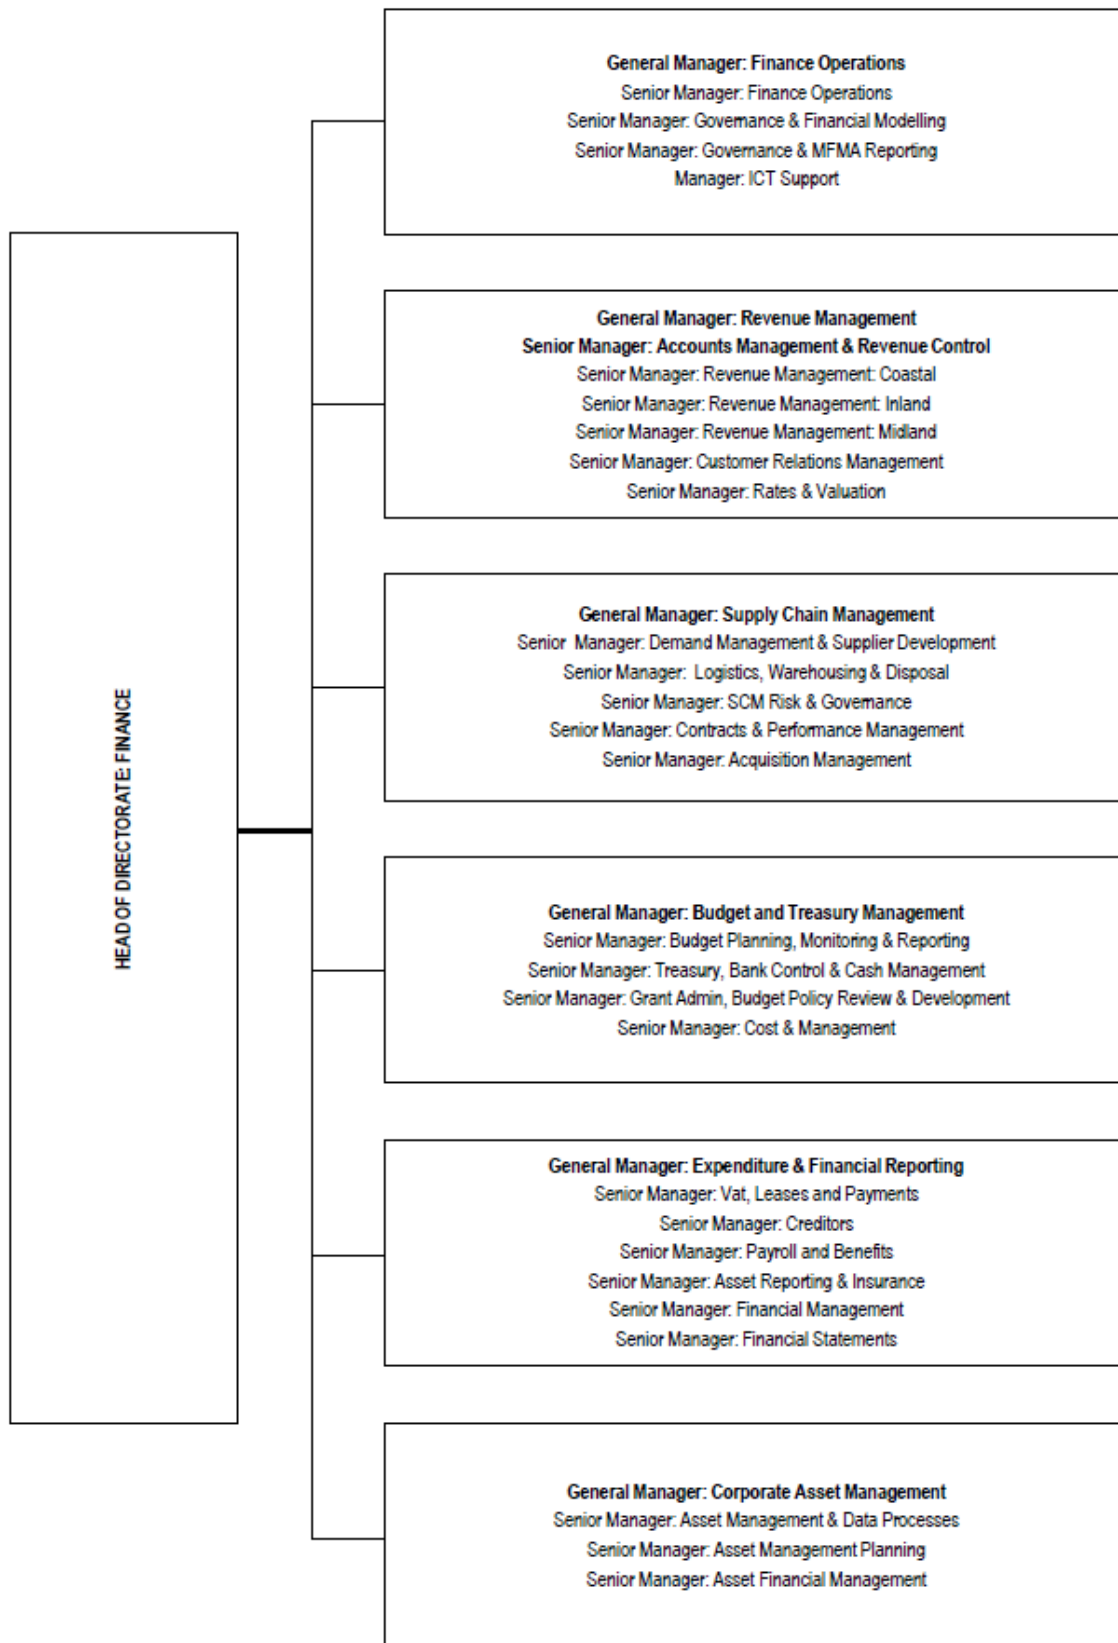 General Manager: Finance Operations
Senior Manager: Finance Operations
Senior Manager: Governance & Financial Modelling
Senior Manager: Governance & MFMA Reporting
Manager: ICT Support
General Manager: Revenue Management
Senior Manager: Accounts Management & Revenue Control
Senior Manager: Revenue Management: Coastal
Senior Manager: Revenue Management: Inland
Senior Manager: Revenue Management: Midland
Senior Manager: Customer Relations Management
Senior Manager: Rates & Valuation
General Manager: Supply Chain Management
Senior Manager: Demand Management & Supplier Development
Senior Manager: Logistics, Warehousing & Disposal
Senior Manager: SCM Risk & Governance
Senior Manager: Contracts & Performance Management
Senior Manager: Acquisition Management
HEAD OF DIRECTORATE: FINANCE
General Manager: Budget and Treasury Management
Senior Manager: Budget Planning, Monitoring & Reporting
Senior Manager: Treasury, Bank Control & Cash Management
Senior Manager: Grant Admin, Budget Policy Review & Development
Senior Manager: Cost & Management
General Manager: Expenditure & Financial Reporting
Senior Manager: Vat, Leases and Payments
Senior Manager: Creditors
Senior Manager: Payroll and Benefits
Senior Manager: Asset Reporting & Insurance
Senior Manager: Financial Management
Senior Manager: Financial Statements
General Manager: Corporate Asset Management
Senior Manager: Asset Management & Data Processes
Senior Manager: Asset Management Planning
Senior Manager: Asset Financial Management